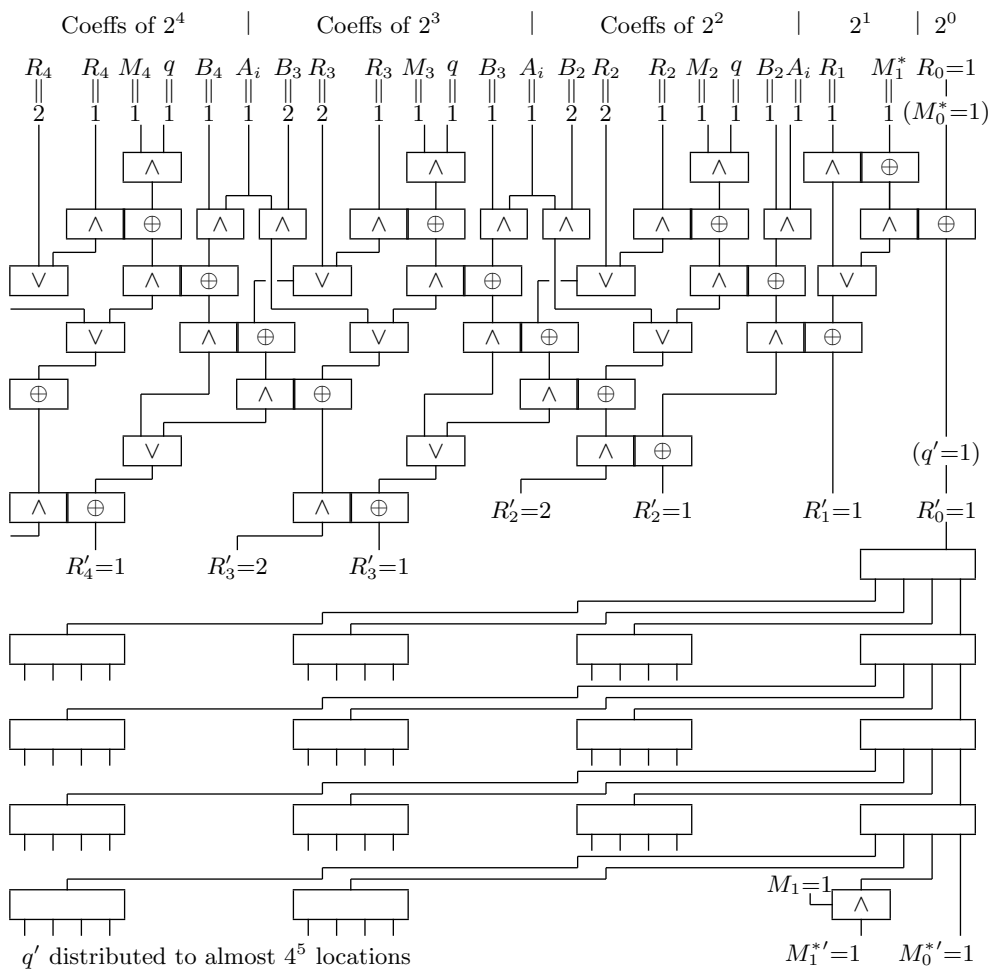 Coeffs of 2^4 | Coeffs of 2^3 | Coeffs of 2^2 | 2^1 | 2^0
R_4 R_4 M_4 q B_4 A_i B_3 R_3 R_3 M_3 q B_3 A_i B_2 R_2 R_2 M_2 q B_2 A_i R_1 M_1^* R_0=1
2 1 1 1 1 1 2 2 1 1 1 1 1 2 2 1 1 1 1 1 1 1 (M_0^*=1)
∧ ∧ ∧ ∧ ⊕
∧ ⊕ ∧ ∧ ∧ ⊕ ∧ ∧ ∧ ⊕ ∧ ∧ ⊕
∨ ∧ ⊕ ∨ ∧ ⊕ ∨ ∧ ⊕ ∨
∨ ∧ ⊕ ∨ ∧ ⊕ ∨ ∧ ⊕
⊕ ∧ ⊕ ∧ ⊕
∨ ∨ ∧ ⊕ (q′=1)
∧ ⊕ ∧ ⊕ R′_2=2 R′_2=1 R′_1=1 R′_0=1
R′_4=1 R′_3=2 R′_3=1
M_1=1
∧
q′ distributed to almost 4^5 locations M_1^*′=1 M_0^*′=1